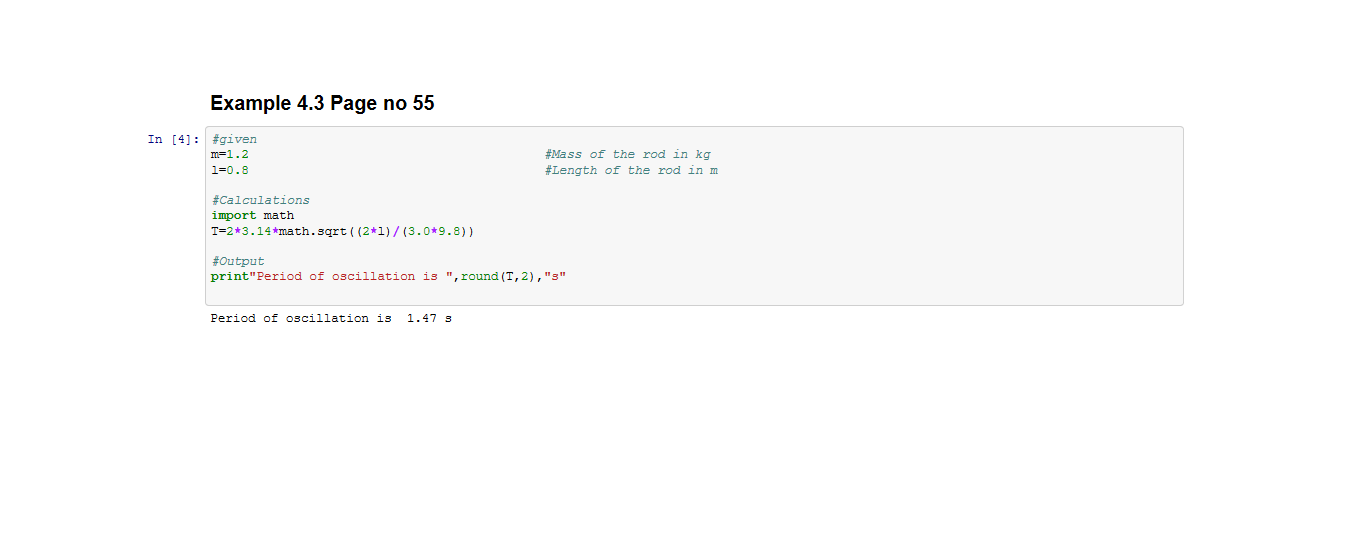 Example 4.3 Page no 55
In [4]: #given
m=1.2 #Mass of the rod in kg
l=0.8 #Length of the rod in m
#Calculations
import math
T=2*3.14*math.sqrt((2*l)/(3.0*9.8))
#Output
print"Period of oscillation is ",round(T,2),"s"
Period of oscillation is  1.47 s